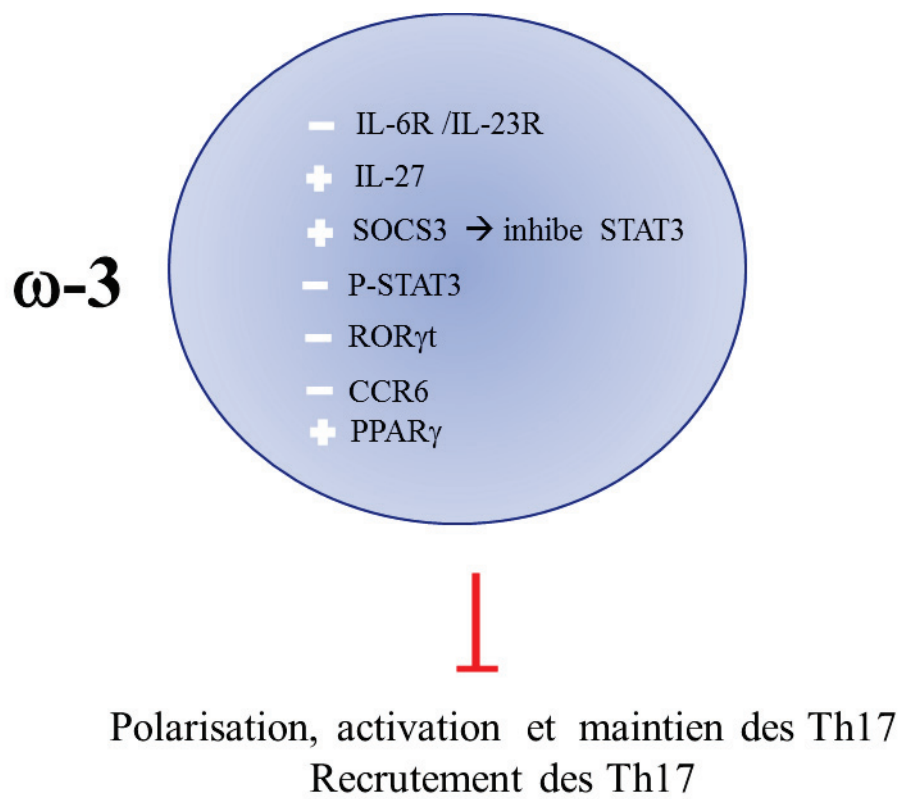 − IL-6R /IL-23R
+ IL-27
+ SOCS3 → inhibe STAT3
ω-3
− P-STAT3
− RORγt
− CCR6
+ PPARγ
Polarisation, activation et maintien des Th17
Recrutement des Th17